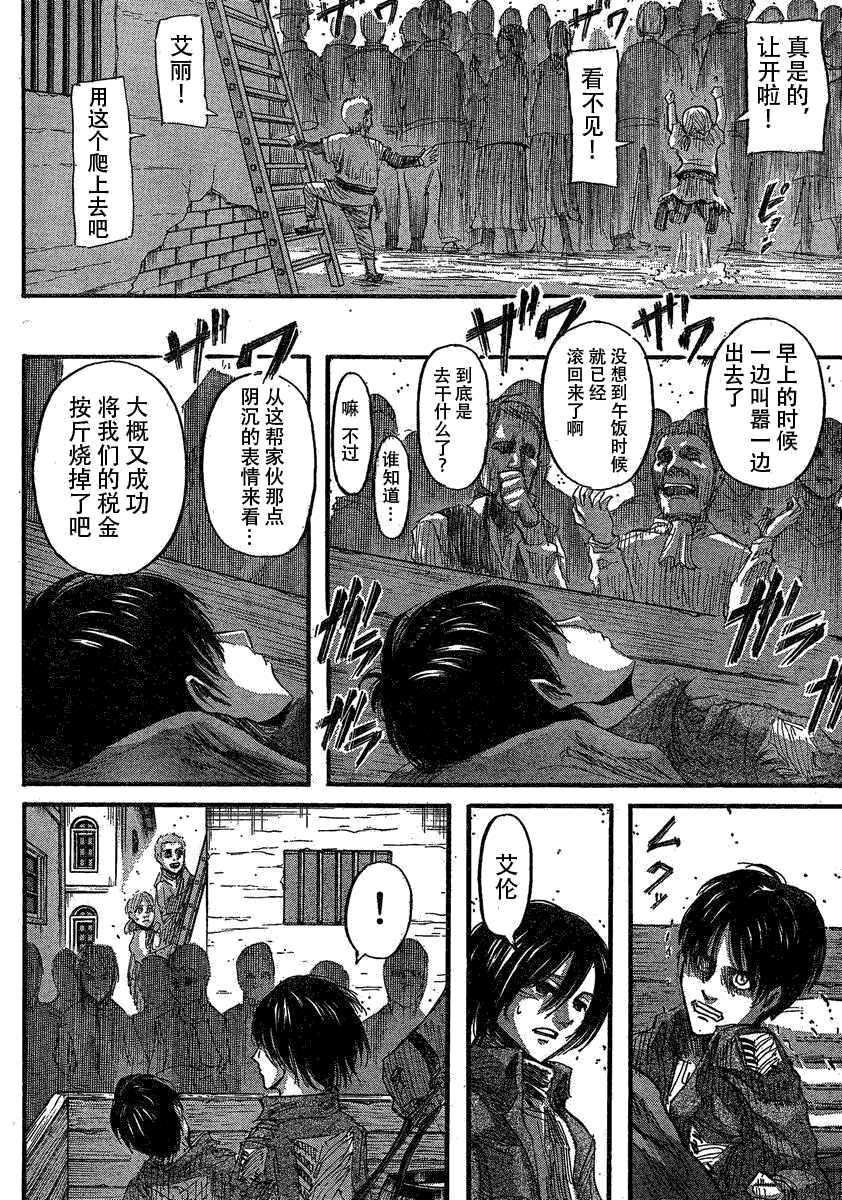 真是的，
让开啦！
看不见！
艾丽！
用这个爬上去吧
ザワ
ザワ
ピョン
早上的时候
一边叫嚣一边
出去了
没想到午饭时候
就已经
滚回来了啊
到底是
去干什么了？
谁知道…
嘛 不过
ザワ
ザワ
ガラ
ガラ
从这帮家伙那点
阴沉的表情来看…
大概又成功
将我们的税金
按斤烧掉了吧
艾伦
！